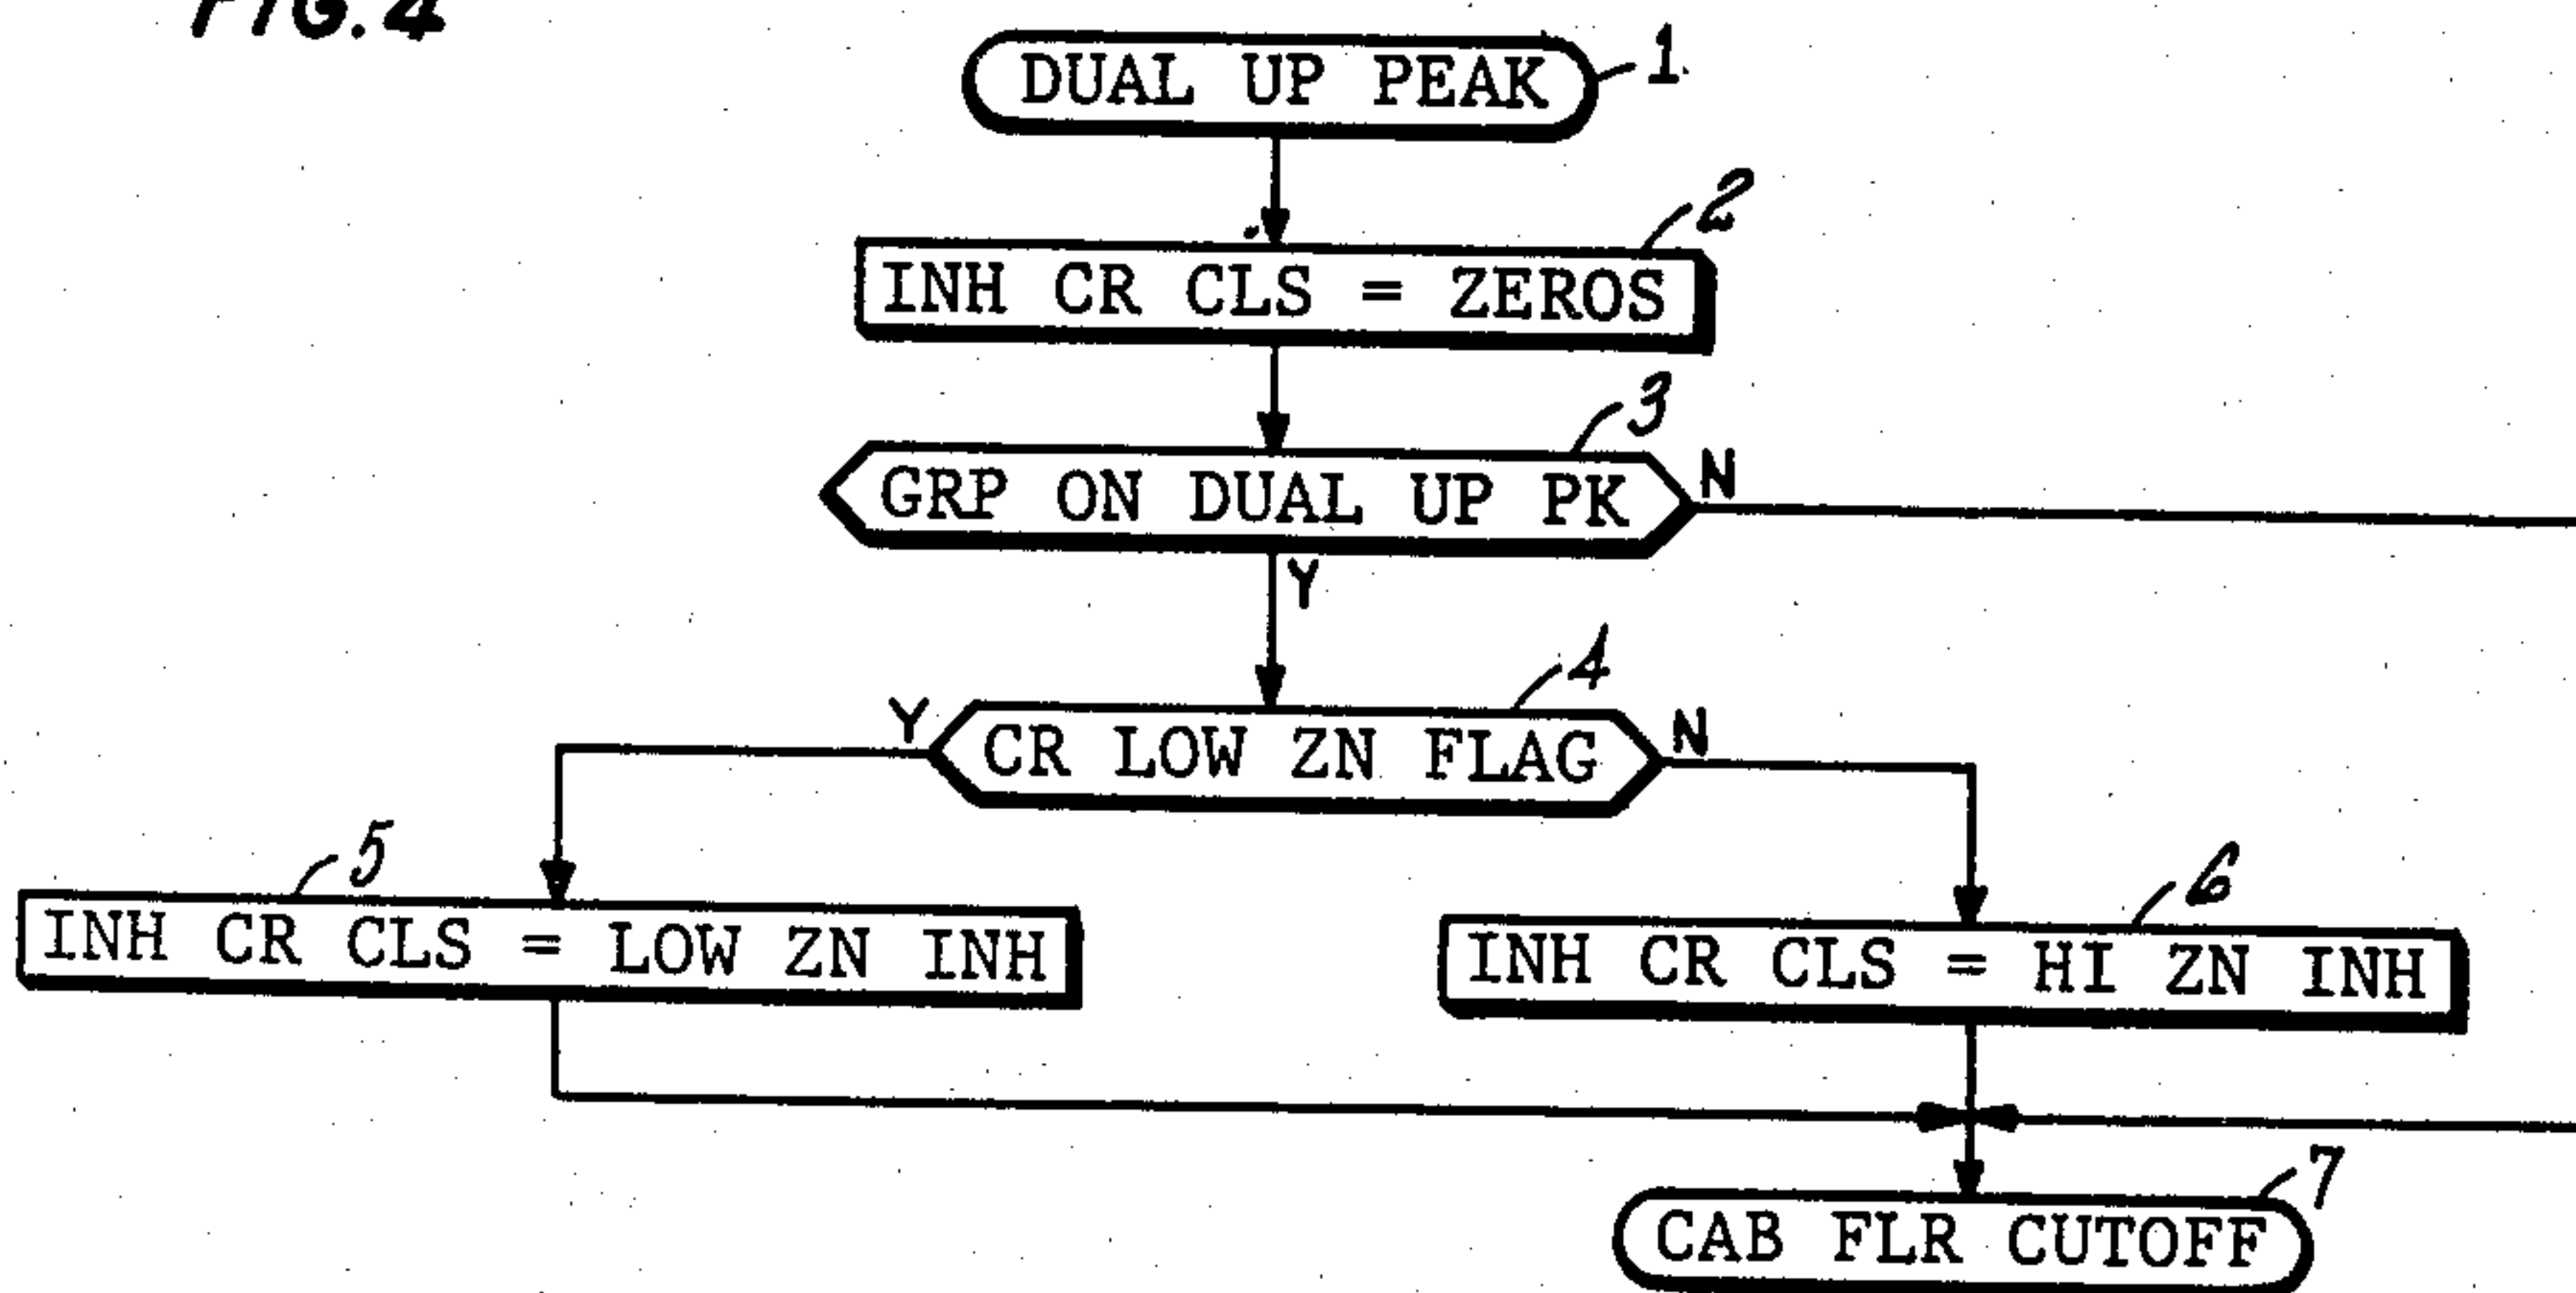 FIG. 4
DUAL UP PEAK
1
2
INH CR CLS = ZEROS
3
GRP ON DUAL UP PK
N
Y
4
Y
CR LOW ZN FLAG
N
5
INH CR CLS = LOW ZN INH
6
INH CR CLS = HI ZN INH
7
CAB FLR CUTOFF